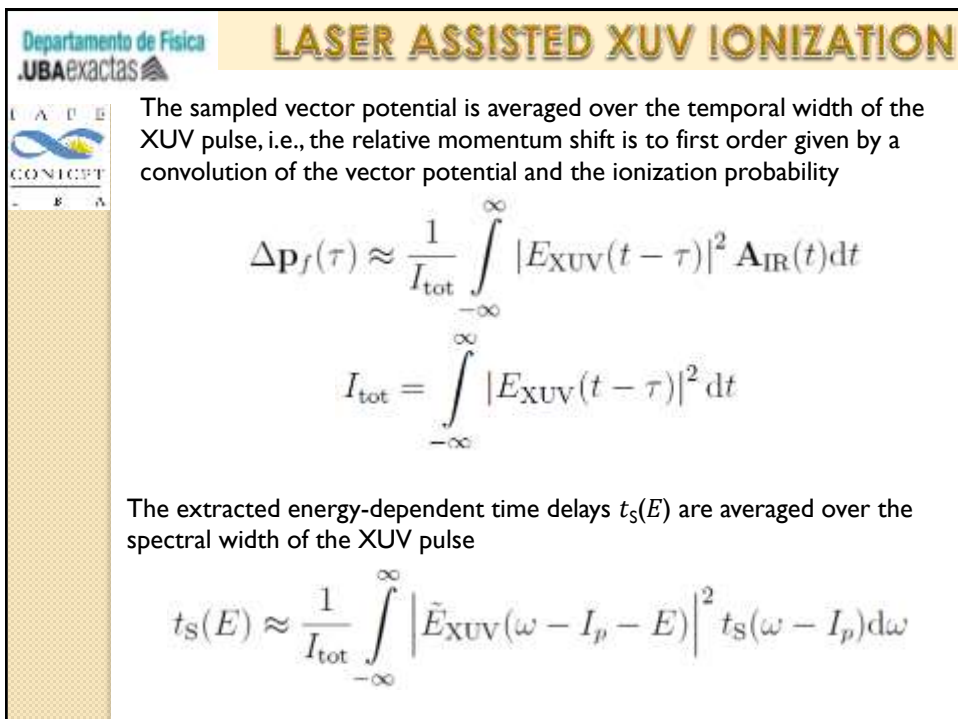 Departamento de Física
.UBAexactas
LASER ASSISTED XUV IONIZATION
I A F E
CONICET
U B A
The sampled vector potential is averaged over the temporal width of the
XUV pulse, i.e., the relative momentum shift is to first order given by a
convolution of the vector potential and the ionization probability
Δp_f(τ) ≈ 1/I_tot ∫_{-∞}^{∞} |E_XUV(t − τ)|² A_IR(t)dt
I_tot = ∫_{-∞}^{∞} |E_XUV(t − τ)|² dt
The extracted energy-dependent time delays t_S(E) are averaged over the
spectral width of the XUV pulse
t_S(E) ≈ 1/I_tot ∫_{-∞}^{∞} |Ẽ_XUV(ω − I_p − E)|² t_S(ω − I_p)dω